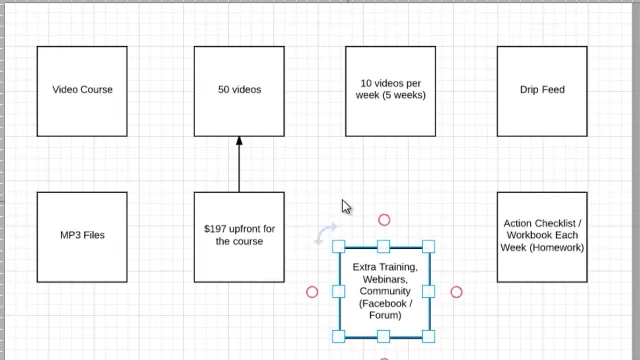 Video Course
50 videos
10 videos per
week (5 weeks)
Drip Feed
MP3 Files
$197 upfront for
the course
Extra Training,
Webinars,
Community
(Facebook /
Forum)
Action Checklist /
Workbook Each
Week (Homework)